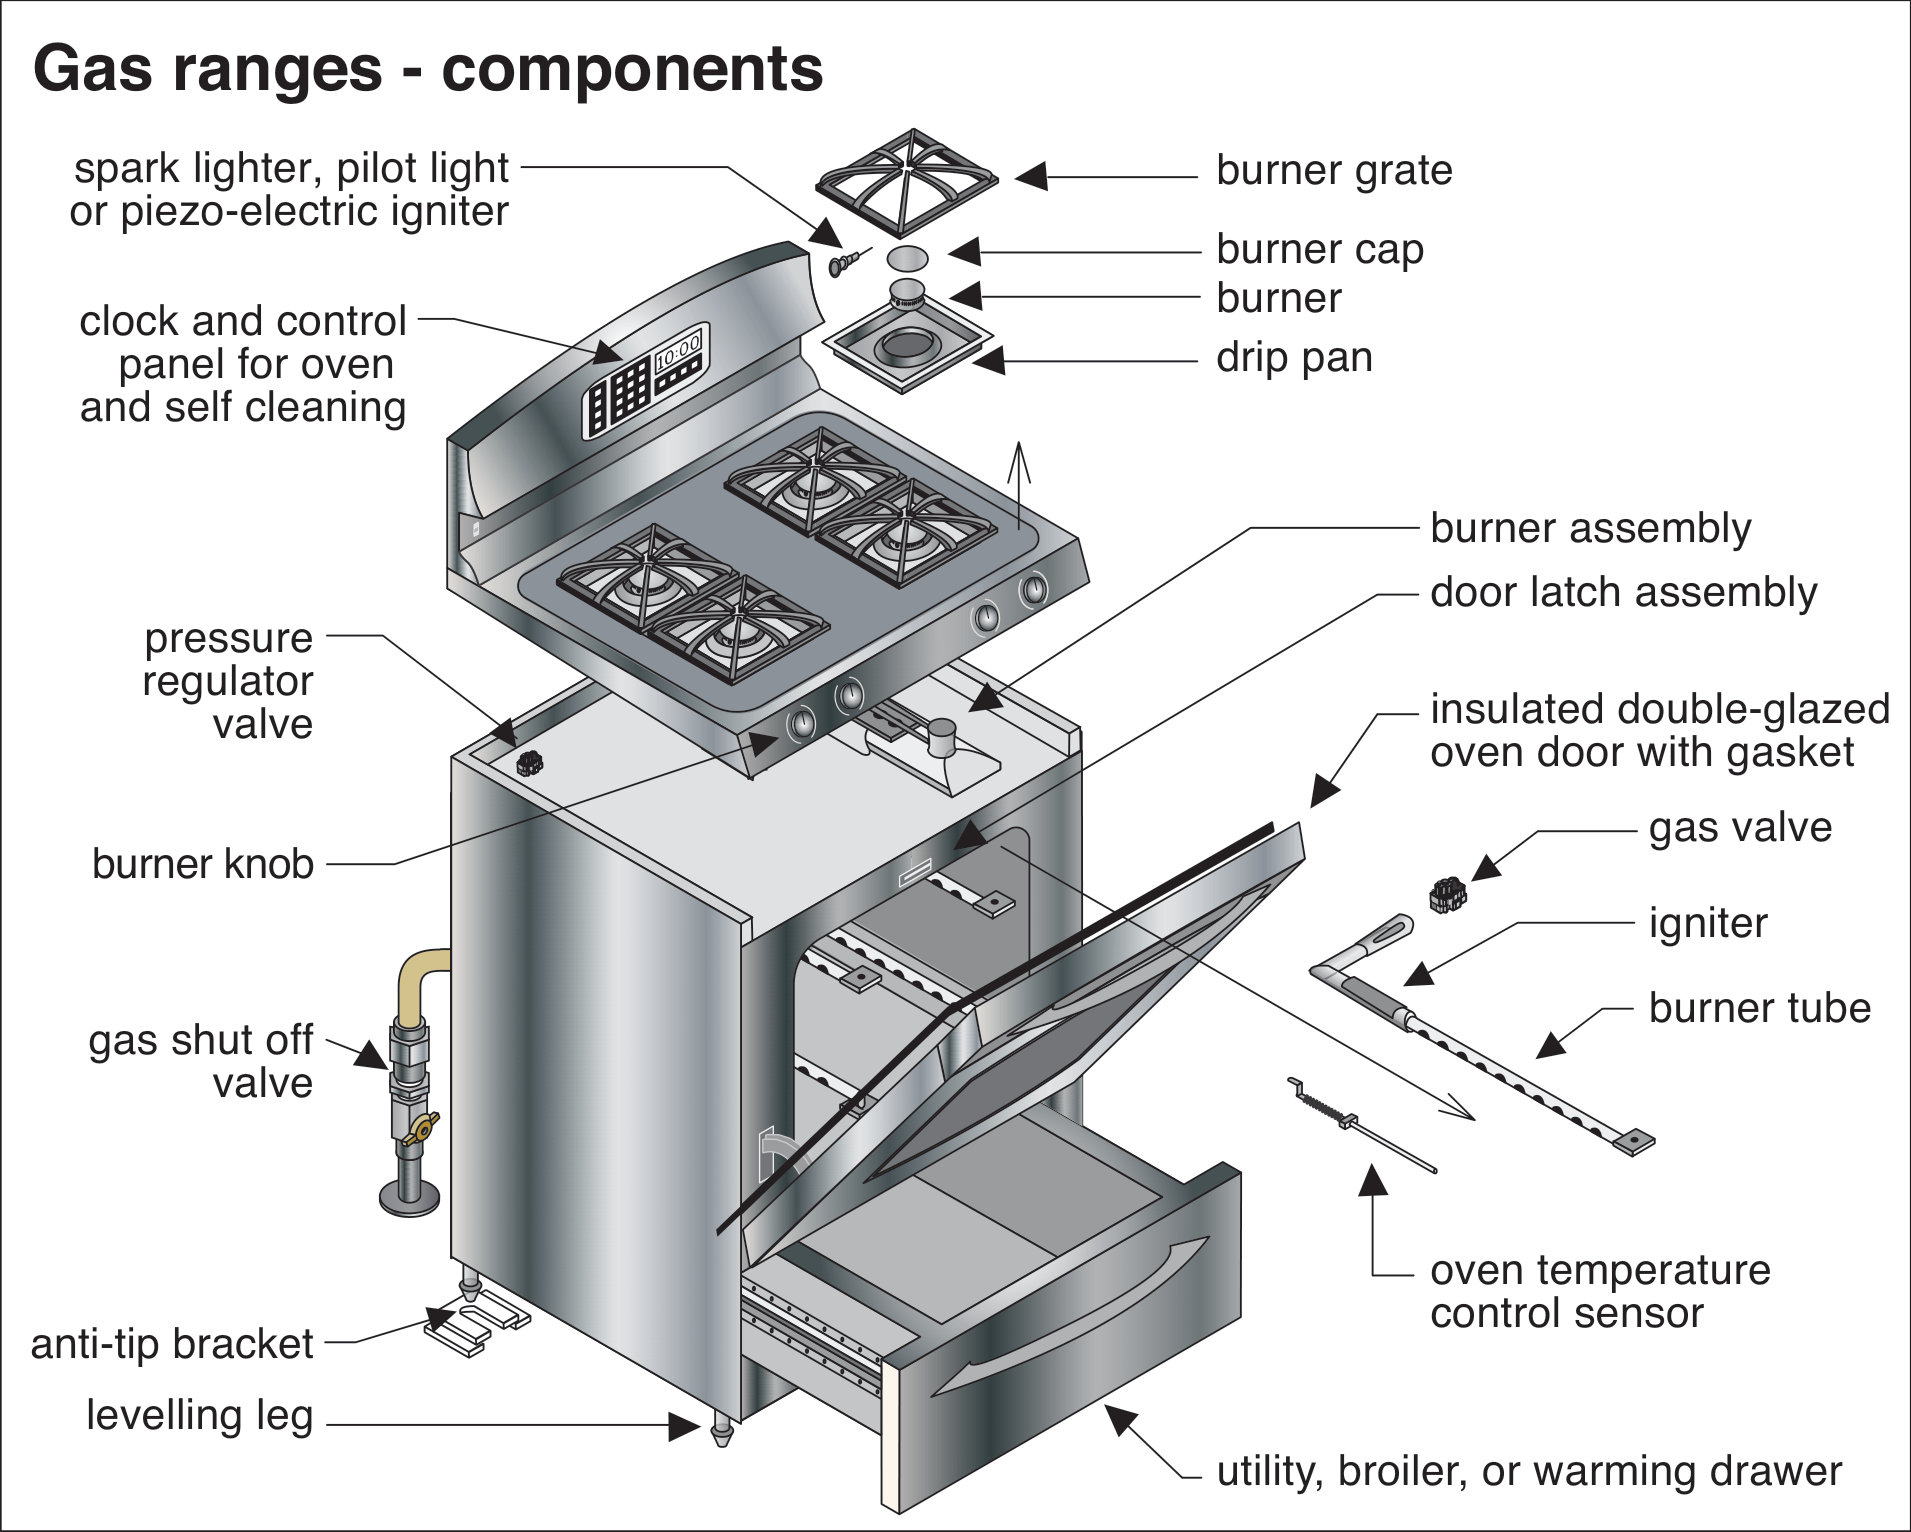 Gas ranges - components
spark lighter, pilot light
or piezo-electric igniter
burner grate
burner cap
burner
drip pan
clock and control
panel for oven
and self cleaning
10:00
burner assembly
door latch assembly
pressure
regulator
valve
insulated double-glazed
oven door with gasket
gas valve
burner knob
igniter
burner tube
gas shut off
valve
oven temperature
control sensor
anti-tip bracket
levelling leg
utility, broiler, or warming drawer